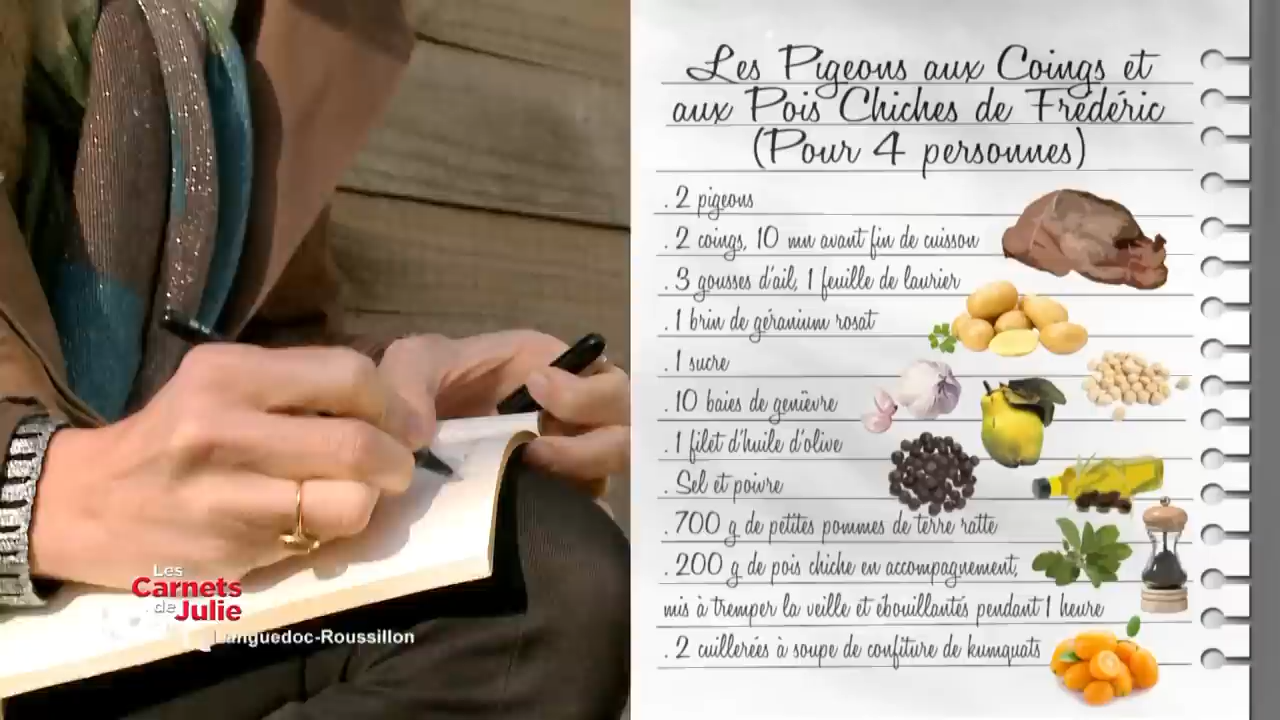 Les Pigeons aux Coings et
aux Pois Chiches de Frédéric
(Pour 4 personnes)
. 2 pigeons
. 2 coings, 10 mn avant fin de cuisson
. 3 gousses d'ail, 1 feuille de laurier
. 1 brin de géranium rosat
. 1 sucre
. 10 baies de genièvre
. 1 filet d'huile d'olive
. Sel et poivre
. 700 g de petites pommes de terre ratte
. 200 g de pois chiche en accompagnement,
mis à tremper la veille et ébouillantés pendant 1 heure
. 2 cuillerées à soupe de confiture de kumquats
Les
Carnets
de Julie
Languedoc-Roussillon